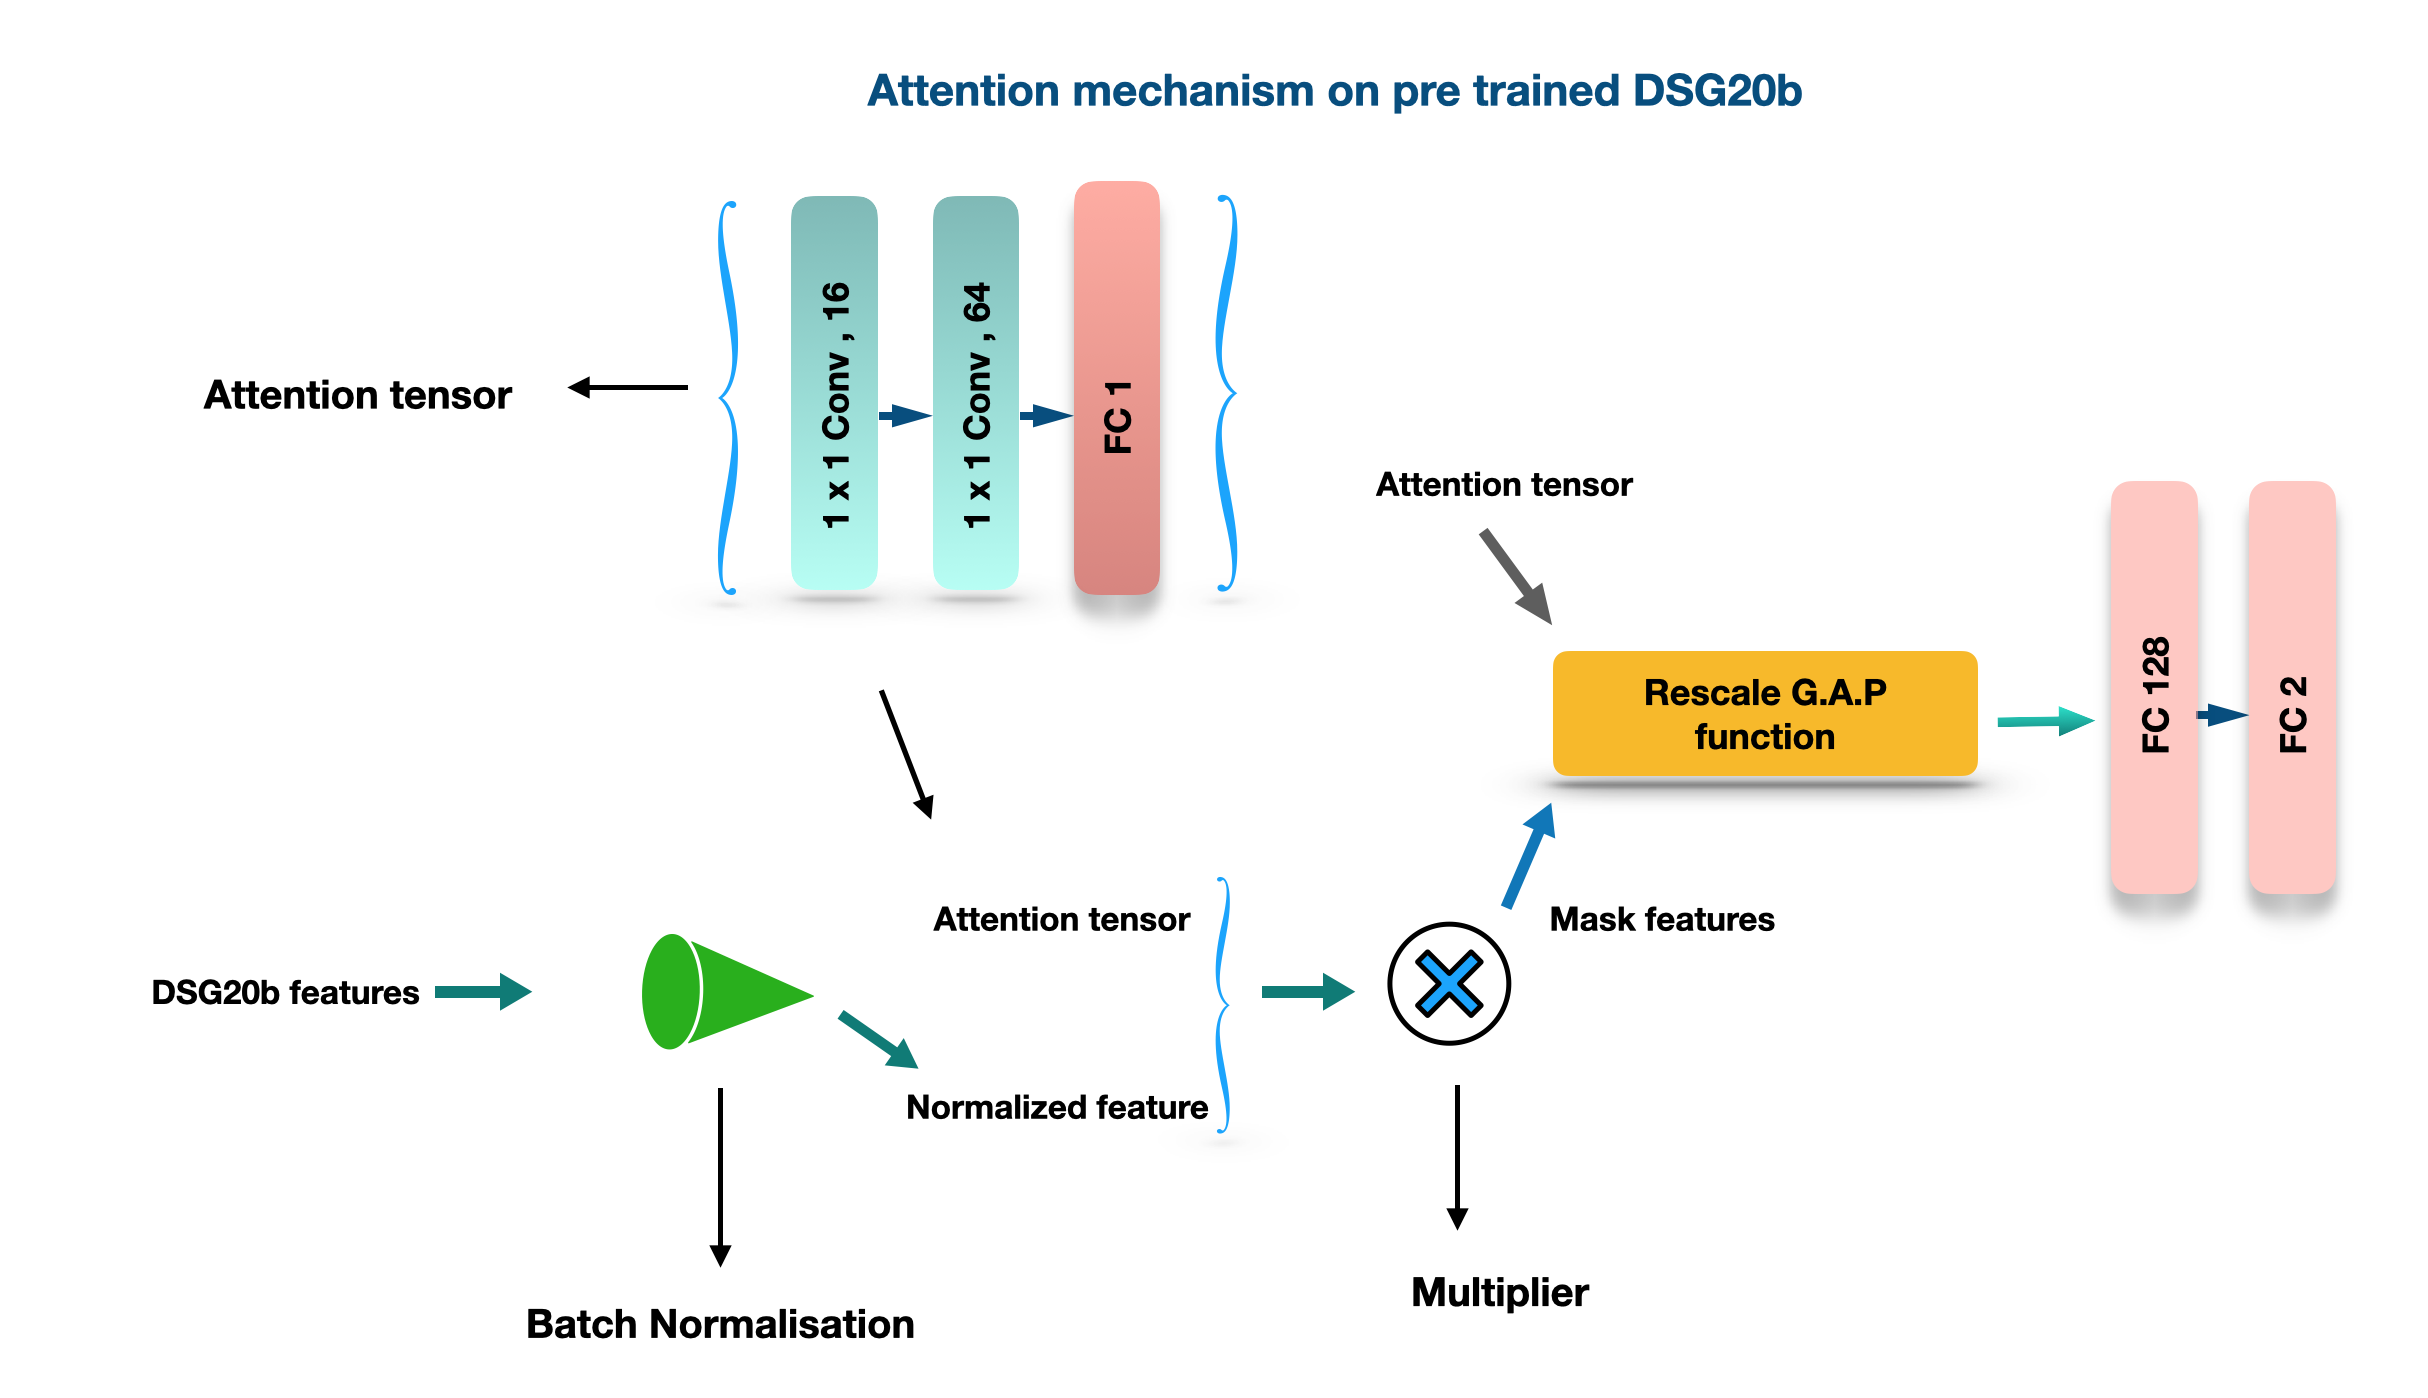 Attention mechanism on pre trained DSG20b
Attention tensor
1 x 1 Conv , 16
1 x 1 Conv , 64
FC 1
Attention tensor
Rescale G.A.P
function
FC 128
FC 2
Attention tensor
Mask features
DSG20b features
Normalized feature
Multiplier
Batch Normalisation